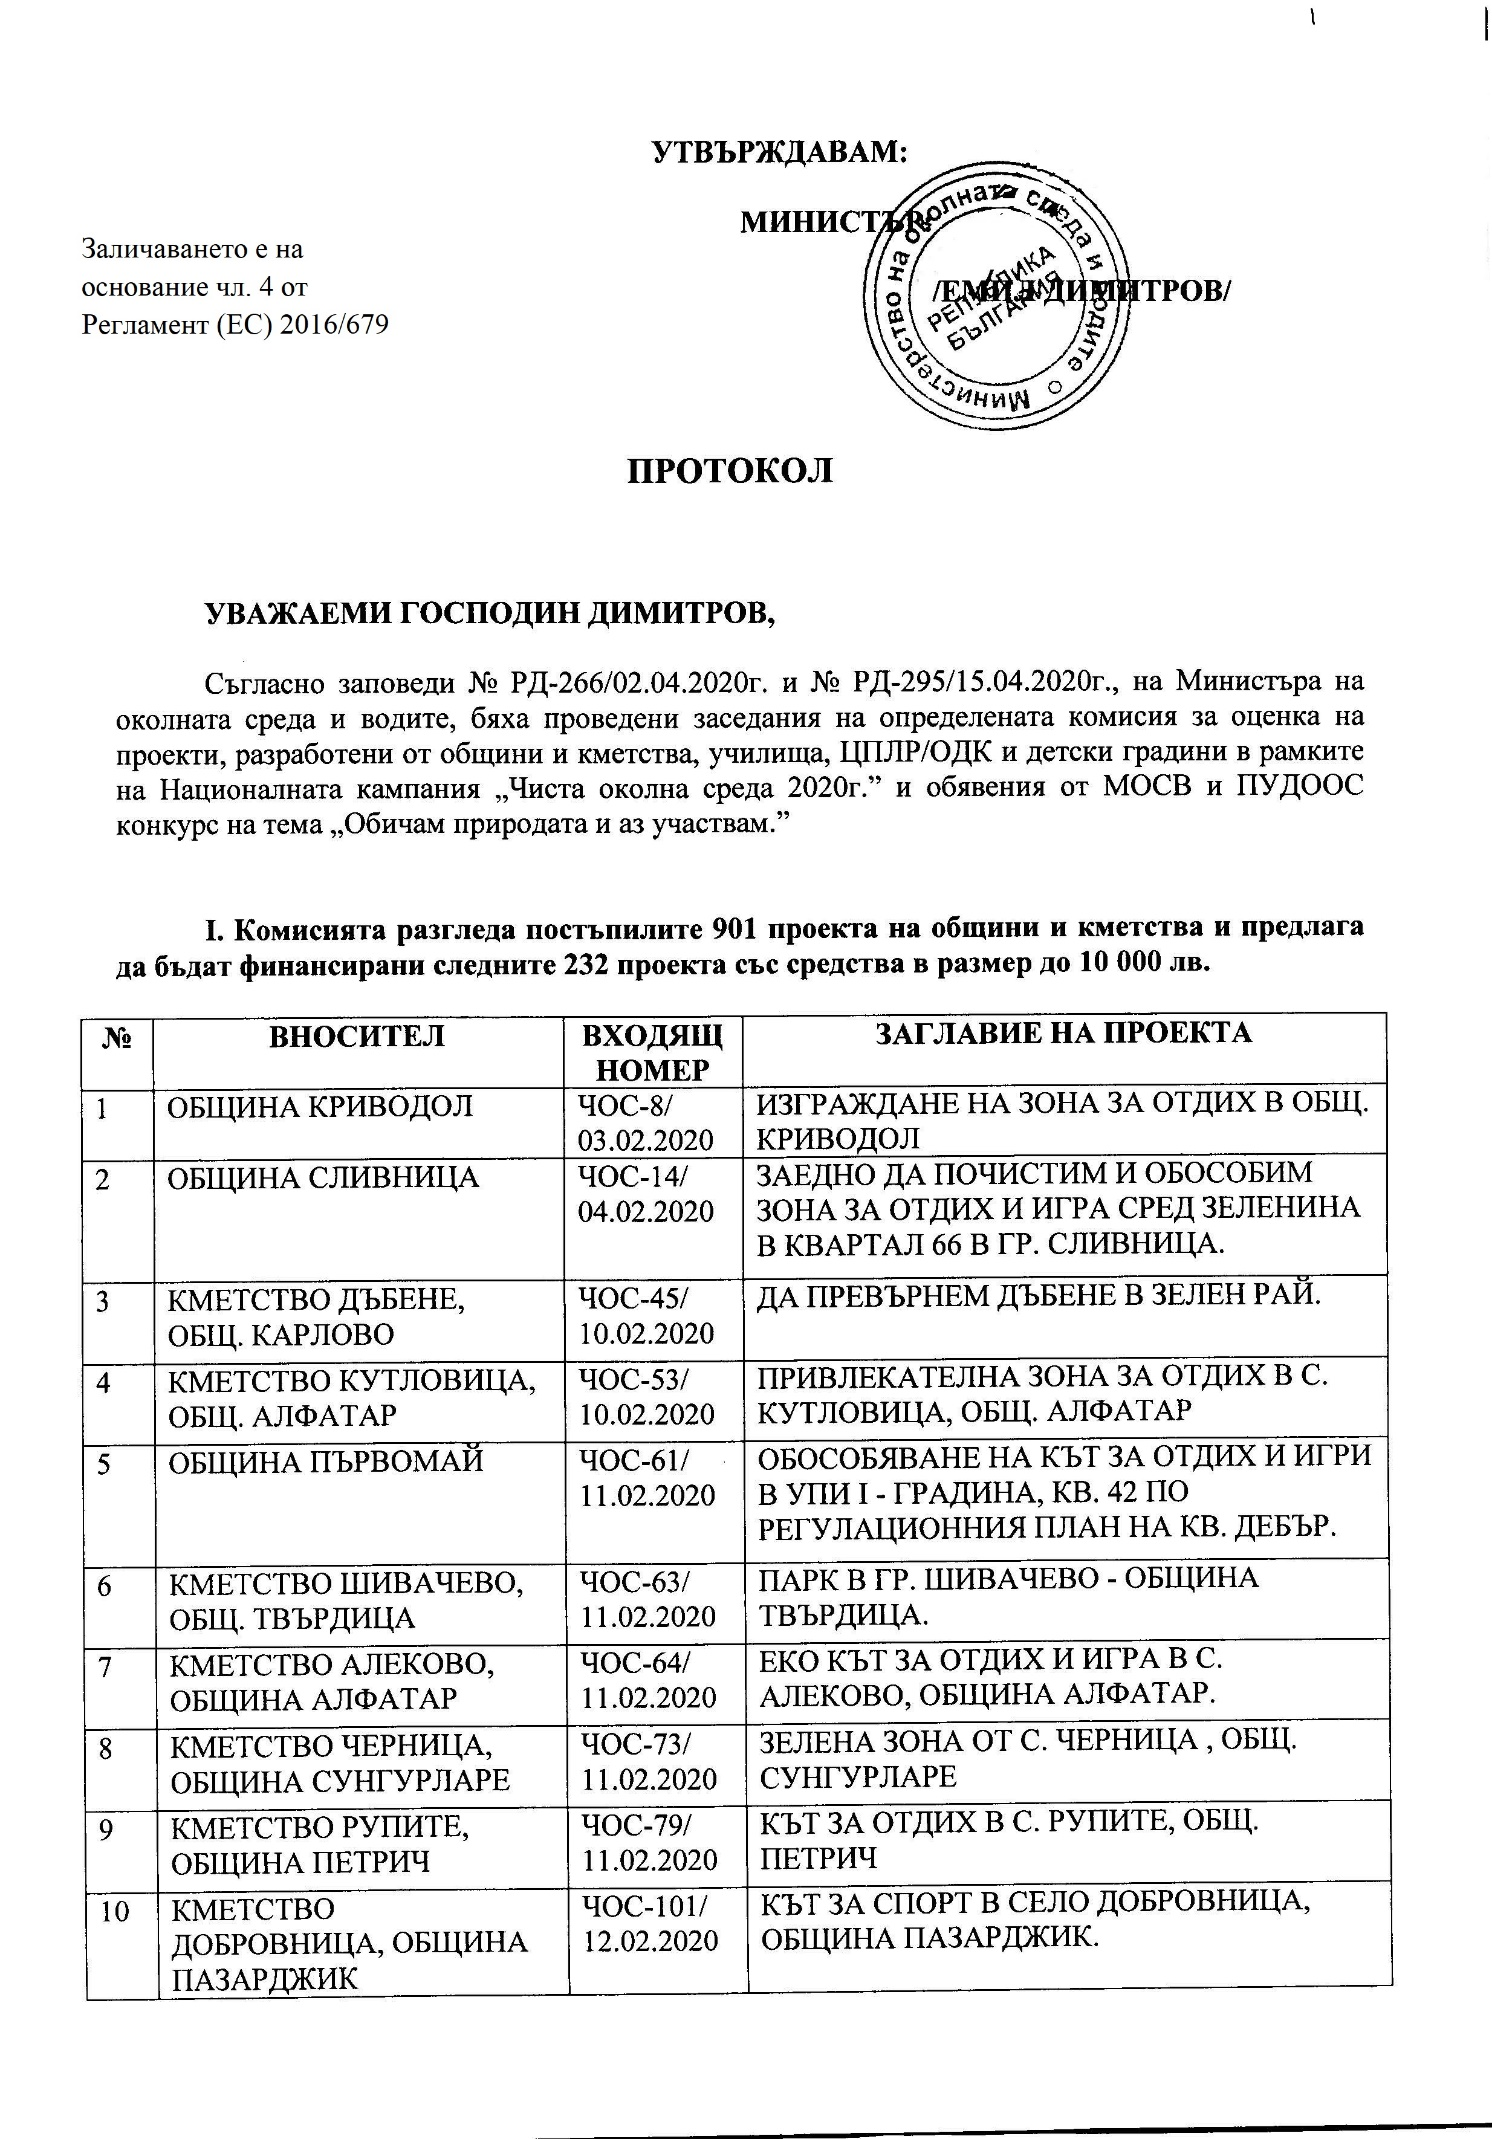 УТВЪРЖДАВАМ:
МИНИСТЪР
/ЕМИЛ ДИМИТРОВ/
Министерство на околната среда и водите
РЕПУБЛИКА
БЪЛГАРИЯ
Заличаването е на
основание чл. 4 от
Регламент (ЕС) 2016/679
ПРОТОКОЛ
УВАЖАЕМИ ГОСПОДИН ДИМИТРОВ,
Съгласно заповеди № РД-266/02.04.2020г. и № РД-295/15.04.2020г., на Министъра на
околната среда и водите, бяха проведени заседания на определената комисия за оценка на
проекти, разработени от общини и кметства, училища, ЦПЛР/ОДК и детски градини в рамките
на Националната кампания „Чиста околна среда 2020г.” и обявения от МОСВ и ПУДООС
конкурс на тема „Обичам природата и аз участвам.”
I. Комисията разгледа постъпилите 901 проекта на общини и кметства и предлага
да бъдат финансирани следните 232 проекта със средства в размер до 10 000 лв.
№ ВНОСИТЕЛ ВХОДЯЩ ЗАГЛАВИЕ НА ПРОЕКТА
НОМЕР
1 ОБЩИНА КРИВОДОЛ ЧОС-8/ ИЗГРАЖДАНЕ НА ЗОНА ЗА ОТДИХ В ОБЩ.
03.02.2020 КРИВОДОЛ
2 ОБЩИНА СЛИВНИЦА ЧОС-14/ ЗАЕДНО ДА ПОЧИСТИМ И ОБОСОБИМ
04.02.2020 ЗОНА ЗА ОТДИХ И ИГРА СРЕД ЗЕЛЕНИНА
В КВАРТАЛ 66 В ГР. СЛИВНИЦА.
3 КМЕТСТВО ДЪБЕНЕ, ЧОС-45/ ДА ПРЕВЪРНЕМ ДЪБЕНЕ В ЗЕЛЕН РАЙ.
ОБЩ. КАРЛОВО 10.02.2020
4 КМЕТСТВО КУТЛОВИЦА, ЧОС-53/ ПРИВЛЕКАТЕЛНА ЗОНА ЗА ОТДИХ В С.
ОБЩ. АЛФАТАР 10.02.2020 КУТЛОВИЦА, ОБЩ. АЛФАТАР
5 ОБЩИНА ПЪРВОМАЙ ЧОС-61/ ОБОСОБЯВАНЕ НА КЪТ ЗА ОТДИХ И ИГРИ
11.02.2020 В УПИ I - ГРАДИНА, КВ. 42 ПО
РЕГУЛАЦИОННИЯ ПЛАН НА КВ. ДЕБЪР.
6 КМЕТСТВО ШИВАЧЕВО, ЧОС-63/ ПАРК В ГР. ШИВАЧЕВО - ОБЩИНА
ОБЩ. ТВЪРДИЦА 11.02.2020 ТВЪРДИЦА.
7 КМЕТСТВО АЛЕКОВО, ЧОС-64/ ЕКО КЪТ ЗА ОТДИХ И ИГРА В С.
ОБЩИНА АЛФАТАР 11.02.2020 АЛЕКОВО, ОБЩИНА АЛФАТАР.
8 КМЕТСТВО ЧЕРНИЦА, ЧОС-73/ ЗЕЛЕНА ЗОНА ОТ С. ЧЕРНИЦА , ОБЩ.
ОБЩИНА СУНГУРЛАРЕ 11.02.2020 СУНГУРЛАРЕ
9 КМЕТСТВО РУПИТЕ, ЧОС-79/ КЪТ ЗА ОТДИХ В С. РУПИТЕ, ОБЩ.
ОБЩИНА ПЕТРИЧ 11.02.2020 ПЕТРИЧ
10 КМЕТСТВО ЧОС-101/ КЪТ ЗА СПОРТ В СЕЛО ДОБРОВНИЦА,
ДОБРОВНИЦА, ОБЩИНА 12.02.2020 ОБЩИНА ПАЗАРДЖИК.
ПАЗАРДЖИК